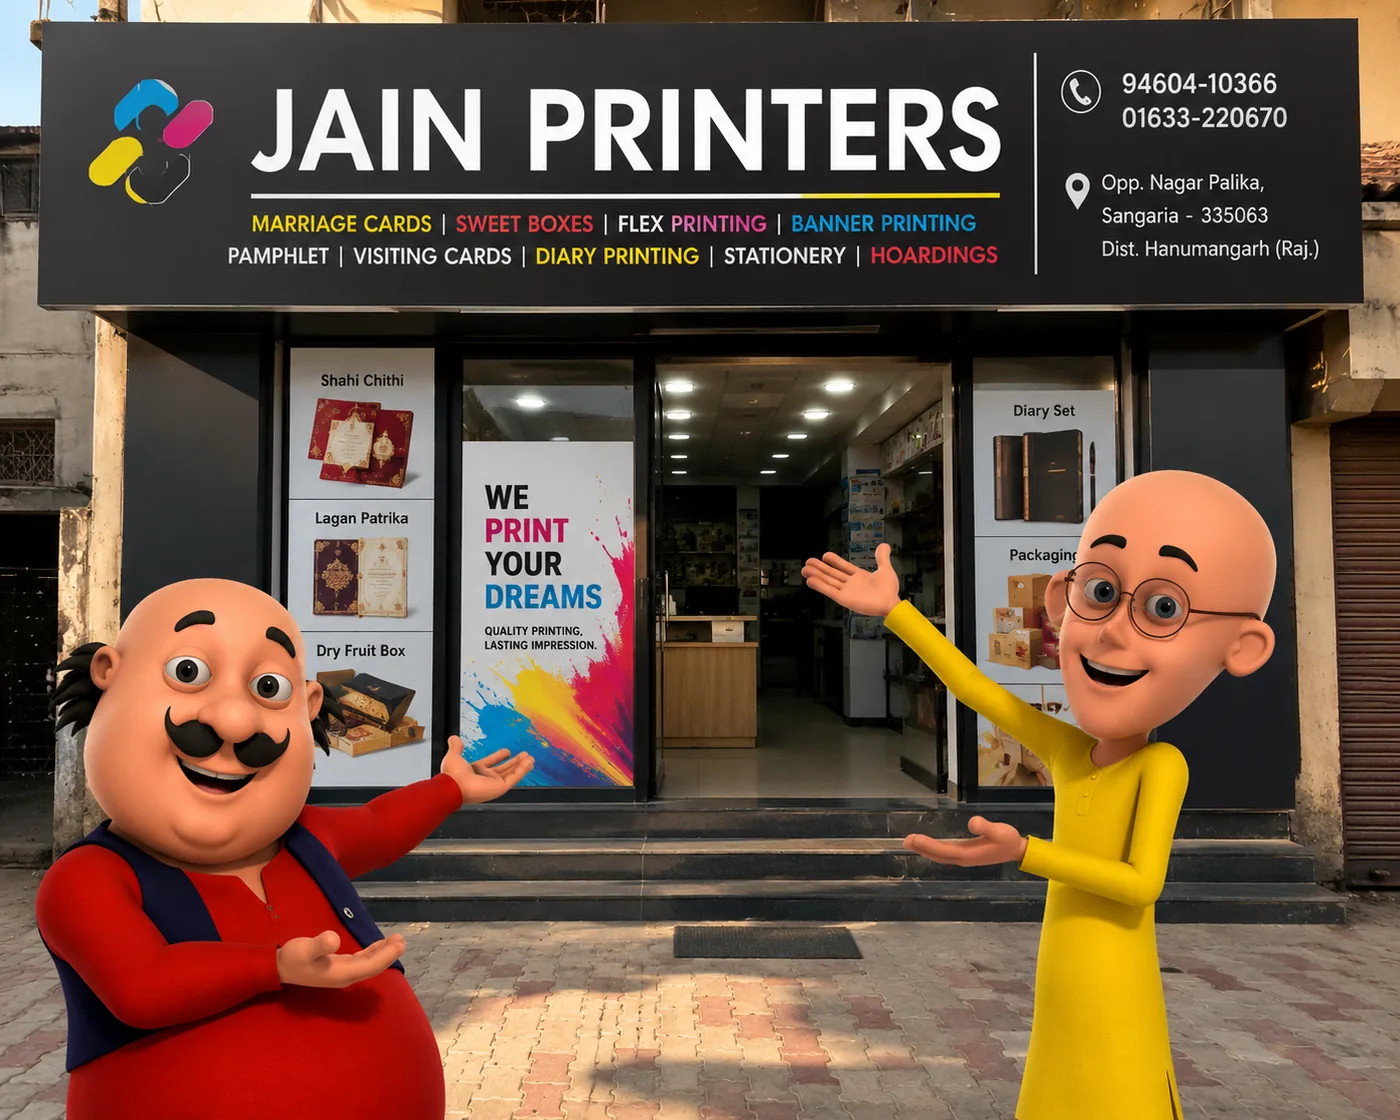 JAIN PRINTERS
MARRIAGE CARDS | SWEET BOXES | FLEX PRINTING | BANNER PRINTING
PAMPHLET | VISITING CARDS | DIARY PRINTING | STATIONERY | HOARDINGS
94604-10366
01633-220670
Opp. Nagar Palika,
Sangaria - 335063
Dist. Hanumangarh (Raj.)
Shahi Chithi
Lagan Patrika
Dry Fruit Box
WE
PRINT
YOUR
DREAMS
QUALITY PRINTING,
LASTING IMPRESSION.
Diary Set
Packaging